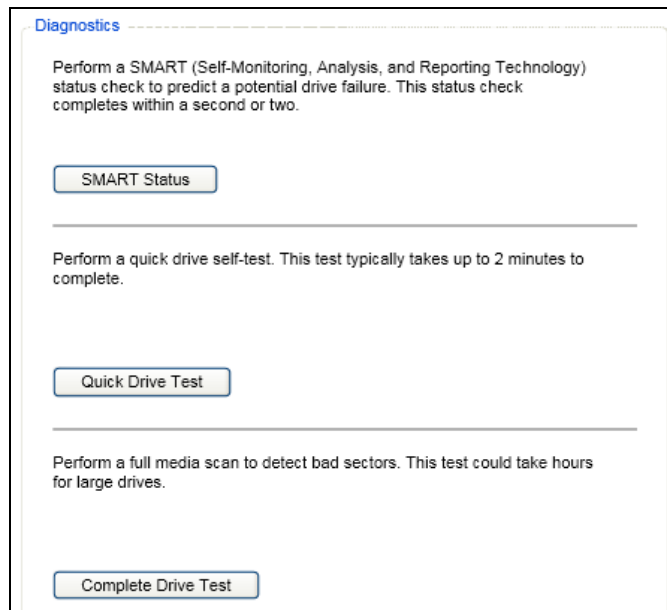 Diagnostics
Perform a SMART (Self-Monitoring, Analysis, and Reporting Technology)
status check to predict a potential drive failure. This status check
completes within a second or two.
SMART Status
Perform a quick drive self-test. This test typically takes up to 2 minutes to
complete.
Quick Drive Test
Perform a full media scan to detect bad sectors. This test could take hours
for large drives.
Complete Drive Test